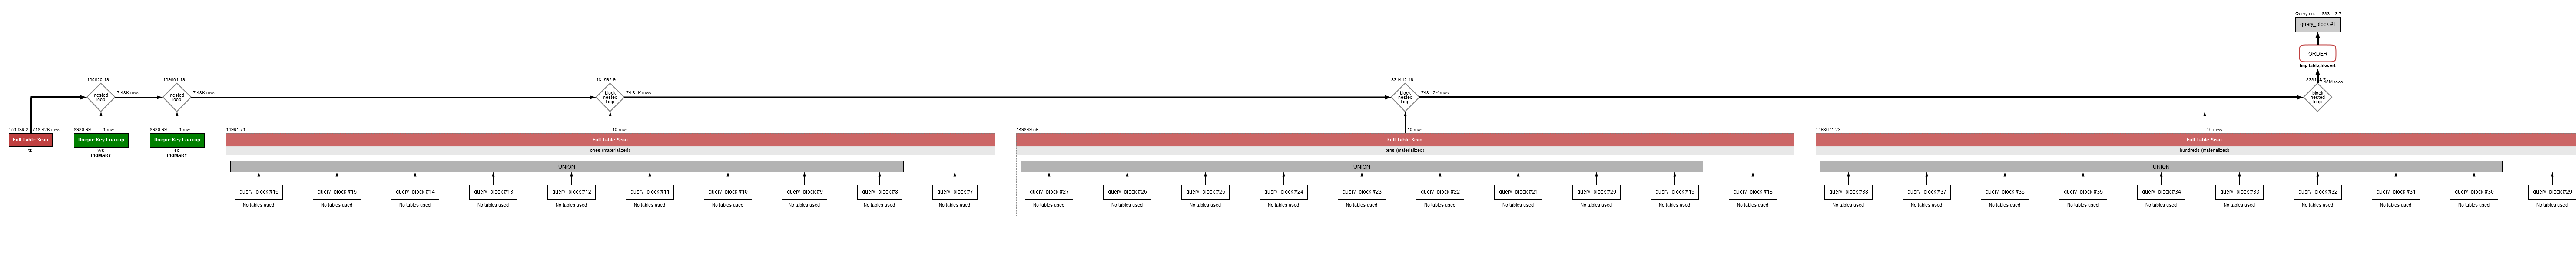 Query cost: 1833113.71
query_block #1
ORDER
tmp table, filesort
160620.19
nested
loop
7.48K rows
169601.19
nested
loop
7.48K rows
184592.9
block
nested
loop
74.84K rows
334442.49
block
nested
loop
748.42K rows
block
nested
loop
151639.2
748.42K rows
Full Table Scan
ts
8980.99
1 row
Unique Key Lookup
PRIMARY
8980.99
1 row
Unique Key Lookup
so
PRIMARY
14991.71
10 rows
Full Table Scan
ones (materialized)
UNION
query_block #16
query_block #15
query_block #14
query_block #13
query_block #12
query_block #11
query_block #10
query_block #9
query_block #8
query_block #7
No tables used
No tables used
No tables used
No tables used
No tables used
No tables used
No tables used
No tables used
No tables used
No tables used
149849.59
10 rows
Full Table Scan
tens (materialized)
UNION
query_block #27
query_block #26
query_block #25
query_block #24
query_block #23
query_block #22
query_block #21
query_block #20
query_block #19
query_block #18
No tables used
No tables used
No tables used
No tables used
No tables used
No tables used
No tables used
No tables used
No tables used
No tables used
1498671.23
10 rows
Full Table Scan
hundreds (materialized)
UNION
query_block #38
query_block #37
query_block #36
query_block #35
query_block #34
query_block #33
query_block #32
query_block #31
query_block #30
query_block #29
No tables used
No tables used
No tables used
No tables used
No tables used
No tables used
No tables used
No tables used
No tables used
No tables used